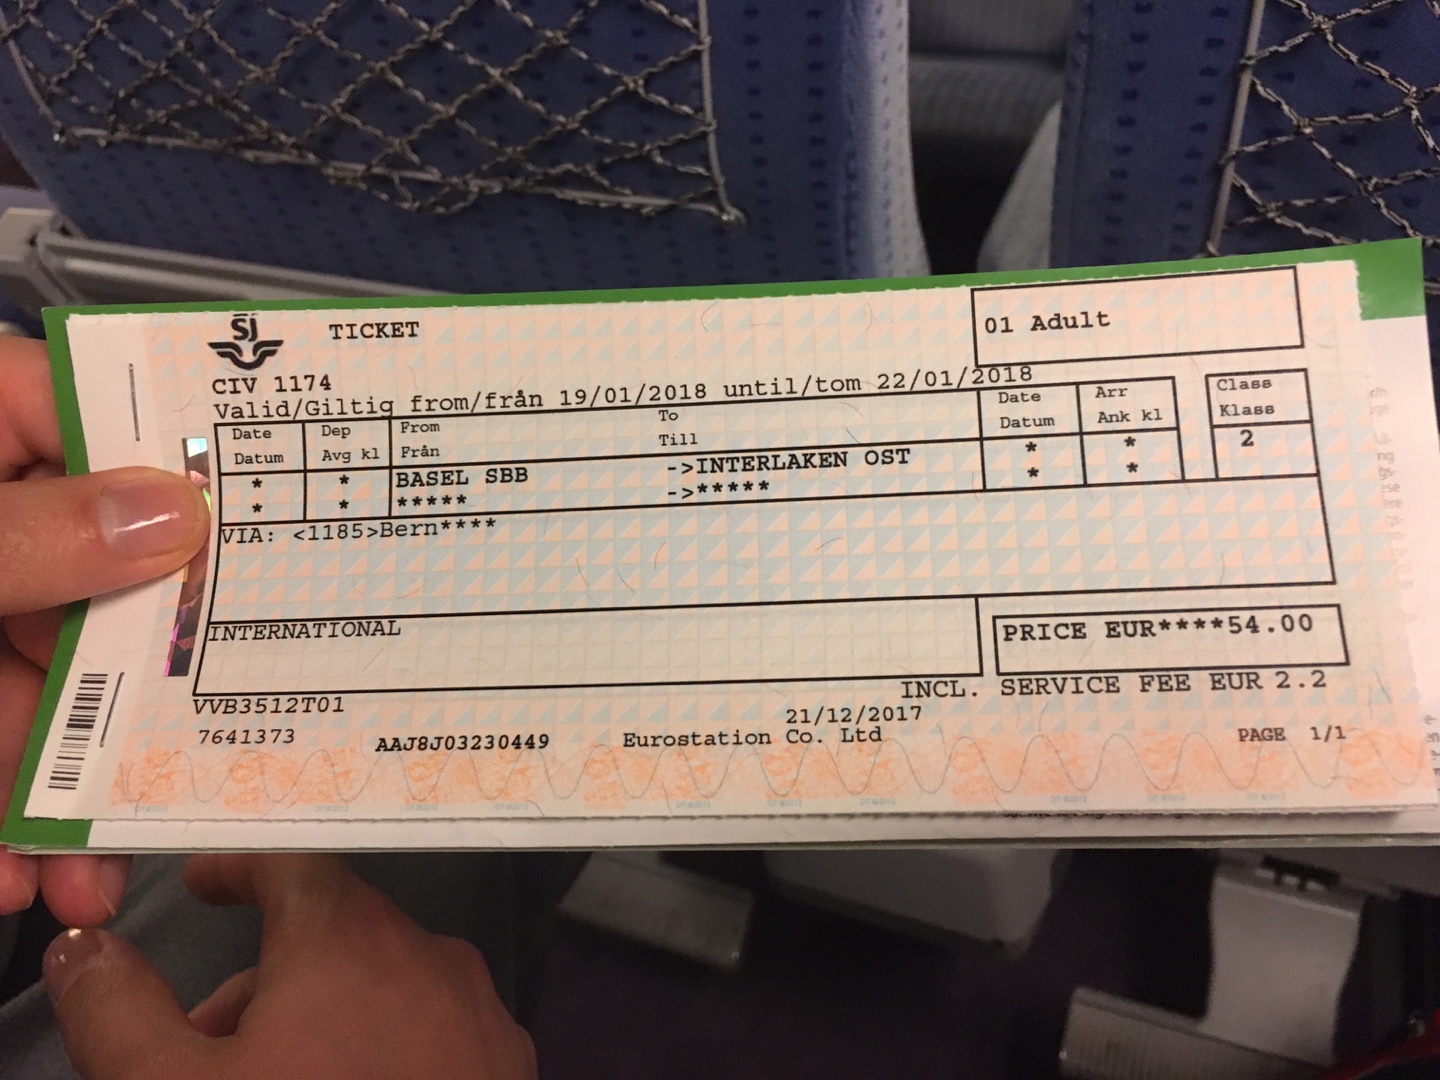 SJ
TICKET
01 Adult
CIV 1174
Valid/Giltig from/från 19/01/2018 until/tom 22/01/2018
Date Dep From To Date Arr Class
Datum Avg kl Från Till Datum Ank kl Klasse
* * BASEL SBB ->INTERLAKEN OST * * 2
* * ***** ->***** * *
VIA: <1185>Bern****
INTERNATIONAL
PRICE EUR****54.00
INCL. SERVICE FEE EUR 2.2
VVB3512T01
21/12/2017
7641373 AAJ8J03230449 Eurostation Co. Ltd PAGE 1/1